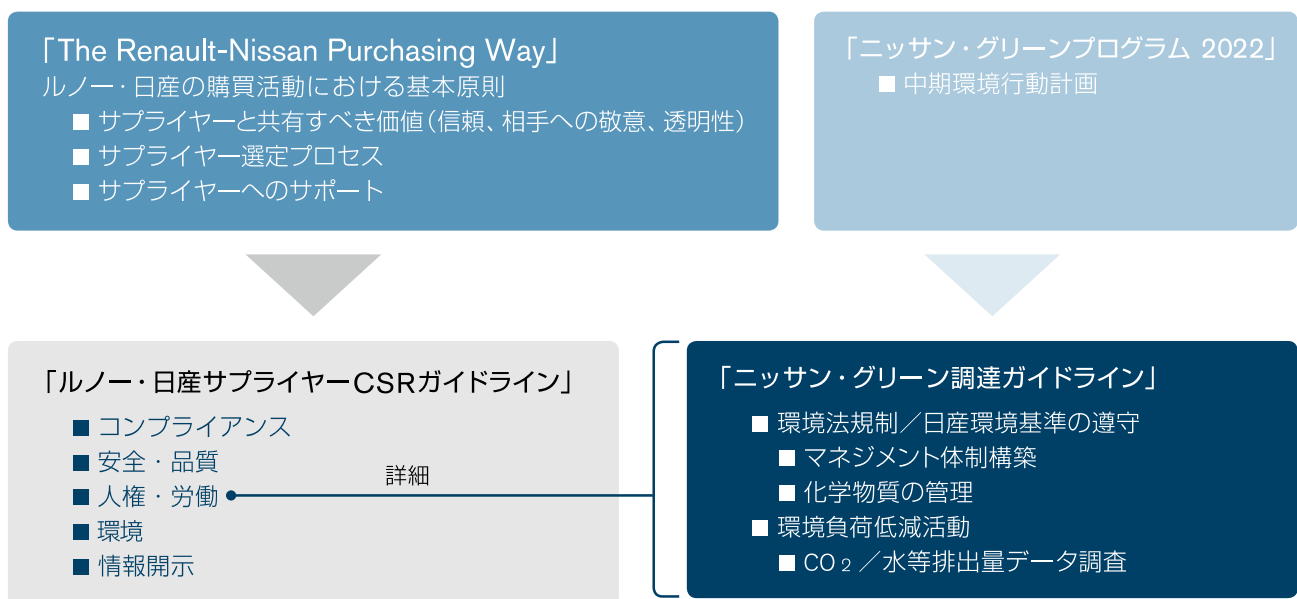 「The Renault-Nissan Purchasing Way」
ルノー・日産の購買活動における基本原則
■ サプライヤーと共有すべき価値（信頼、相手への敬意、透明性）
■ サプライヤー選定プロセス
■ サプライヤーへのサポート
「ニッサン・グリーンプログラム 2022」
■ 中期環境行動計画
「ルノー・日産サプライヤーCSRガイドライン」
■ コンプライアンス
■ 安全・品質
■ 人権・労働
■ 環境
■ 情報開示
詳細
「ニッサン・グリーン調達ガイドライン」
■ 環境法規制／日産環境基準の遵守
■ マネジメント体制構築
■ 化学物質の管理
■ 環境負荷低減活動
■ CO2／水等排出量データ調査